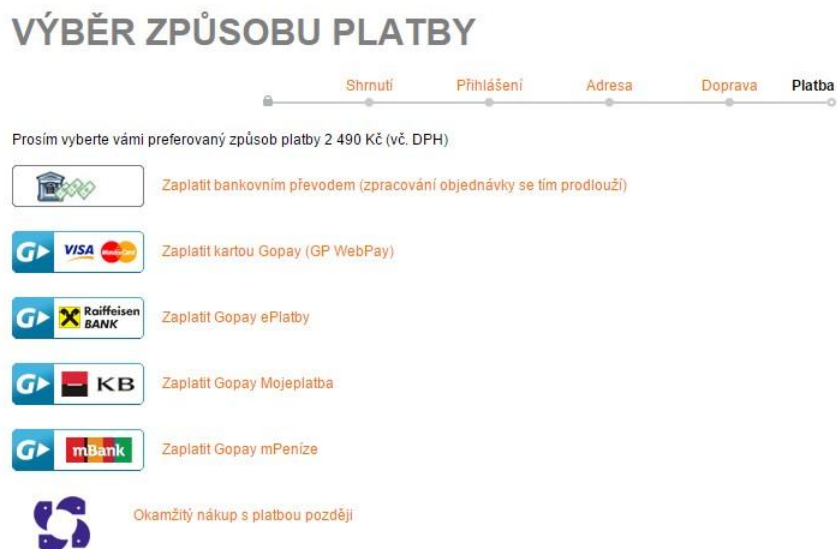 VÝBĚR ZPŮSOBU PLATBY
Shrnutí Přihlášení Adresa Doprava Platba
Prosím vyberte vámi preferovaný způsob platby 2 490 Kč (vč. DPH)
Zaplatit bankovním převodem (zpracování objednávky se tím prodlouží)
G VISA MasterCard Zaplatit kartou Gopay (GP WebPay)
G Raiffeisen BANK Zaplatit Gopay ePlatby
G KB Zaplatit Gopay Mojeplatba
G mBank Zaplatit Gopay mPeníze
Okamžitý nákup s platbou později